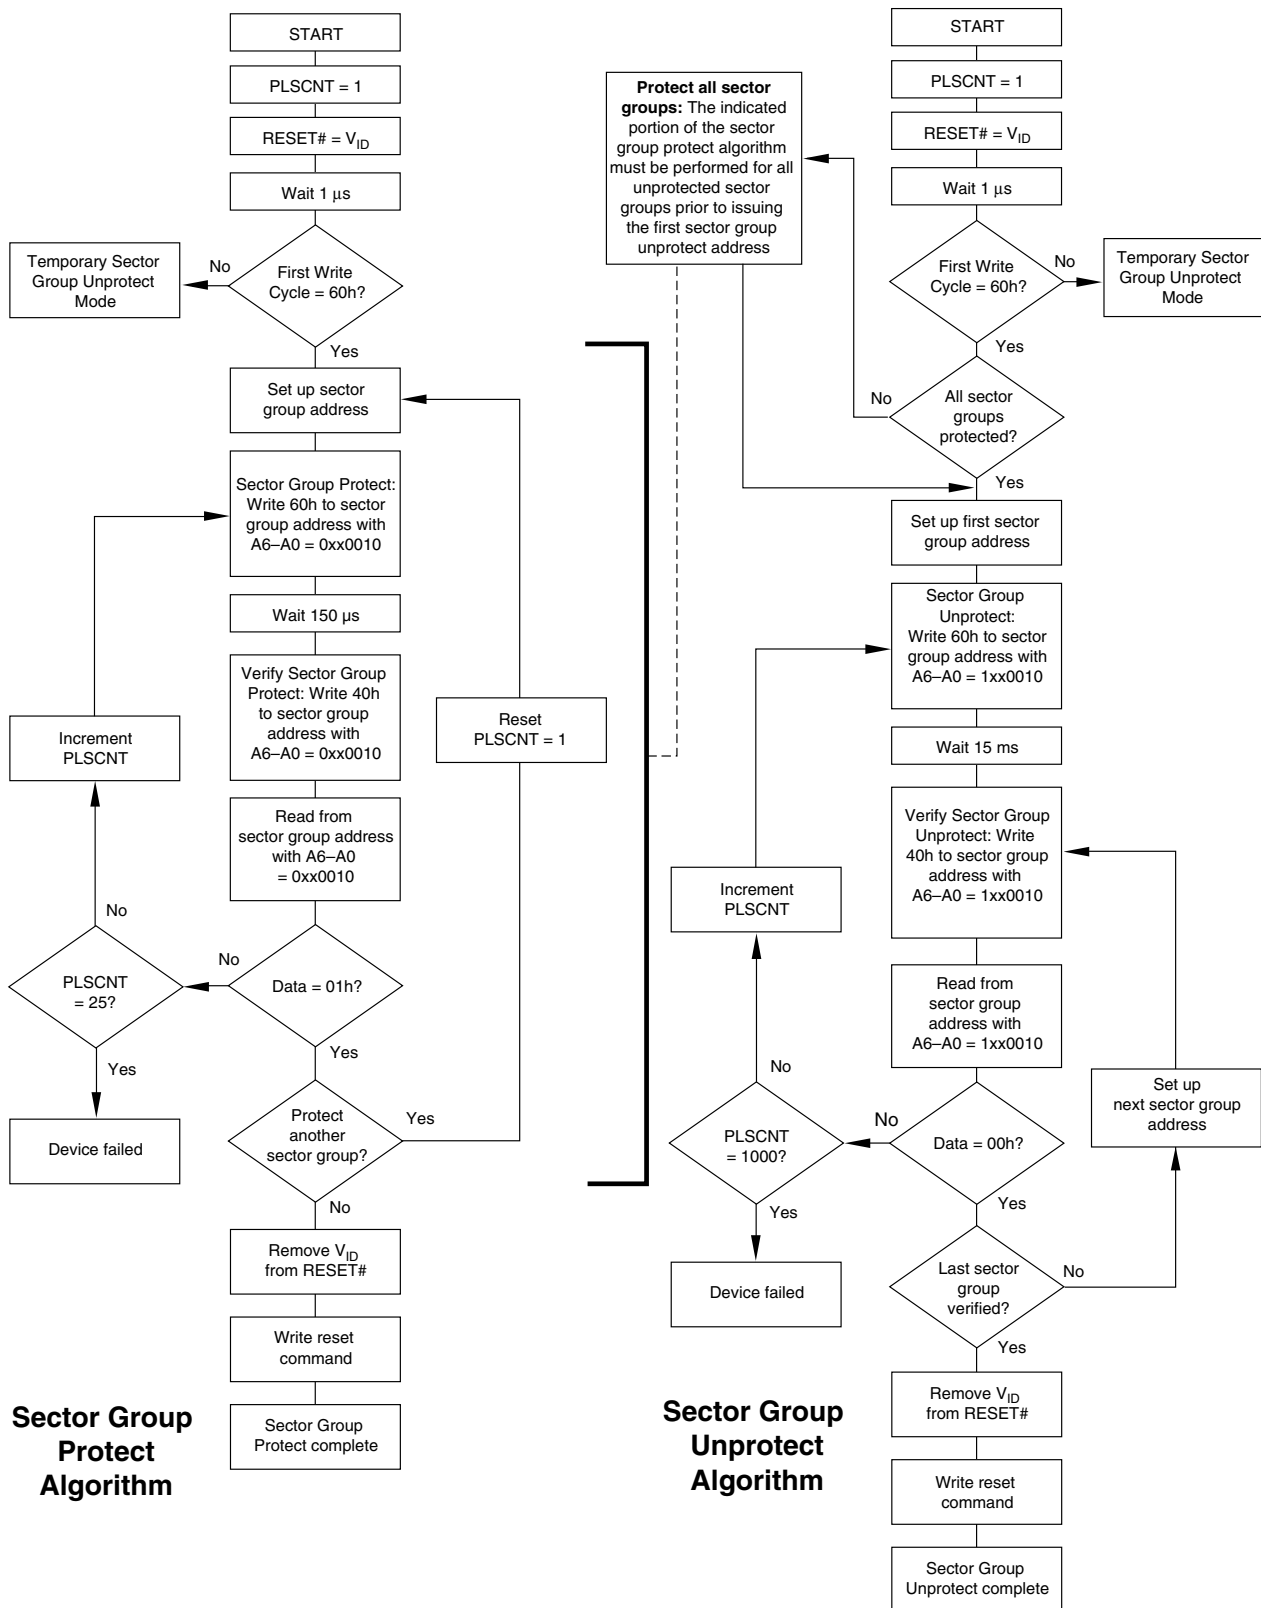 START
PLSCNT = 1
RESET# = VID
Wait 1 μs
First Write
Cycle = 60h?
No
Temporary Sector
Group Unprotect
Mode
Yes
Set up sector
group address
Sector Group Protect:
Write 60h to sector
group address with
A6–A0 = 0xx0010
Wait 150 µs
Verify Sector Group
Protect: Write 40h
to sector group
address with
A6–A0 = 0xx0010
Reset
PLSCNT = 1
Increment
PLSCNT
Read from
sector group address
with A6–A0
= 0xx0010
No
No
PLSCNT
= 25?
Data = 01h?
Yes
Yes
Device failed
Protect
another
sector group?
Yes
No
Remove VID
from RESET#
Write reset
command
Sector Group
Protect complete
Sector Group
Protect
Algorithm
START
Protect all sector
groups: The indicated
portion of the sector
group protect algorithm
must be performed for all
unprotected sector
groups prior to issuing
the first sector group
unprotect address
PLSCNT = 1
RESET# = VID
Wait 1 μs
First Write
Cycle = 60h?
No
Temporary Sector
Group Unprotect
Mode
Yes
No
All sector
groups
protected?
Yes
Set up first sector
group address
Sector Group
Unprotect:
Write 60h to sector
group address with
A6–A0 = 1xx0010
Wait 15 ms
Verify Sector Group
Unprotect: Write
40h to sector group
address with
A6–A0 = 1xx0010
Increment
PLSCNT
Read from
sector group
address with
A6–A0 = 1xx0010
No
No
PLSCNT
= 1000?
Data = 00h?
Set up
next sector group
address
Yes
Yes
Device failed
Last sector
group
verified?
No
Yes
Remove VID
from RESET#
Write reset
command
Sector Group
Unprotect complete
Sector Group
Unprotect
Algorithm